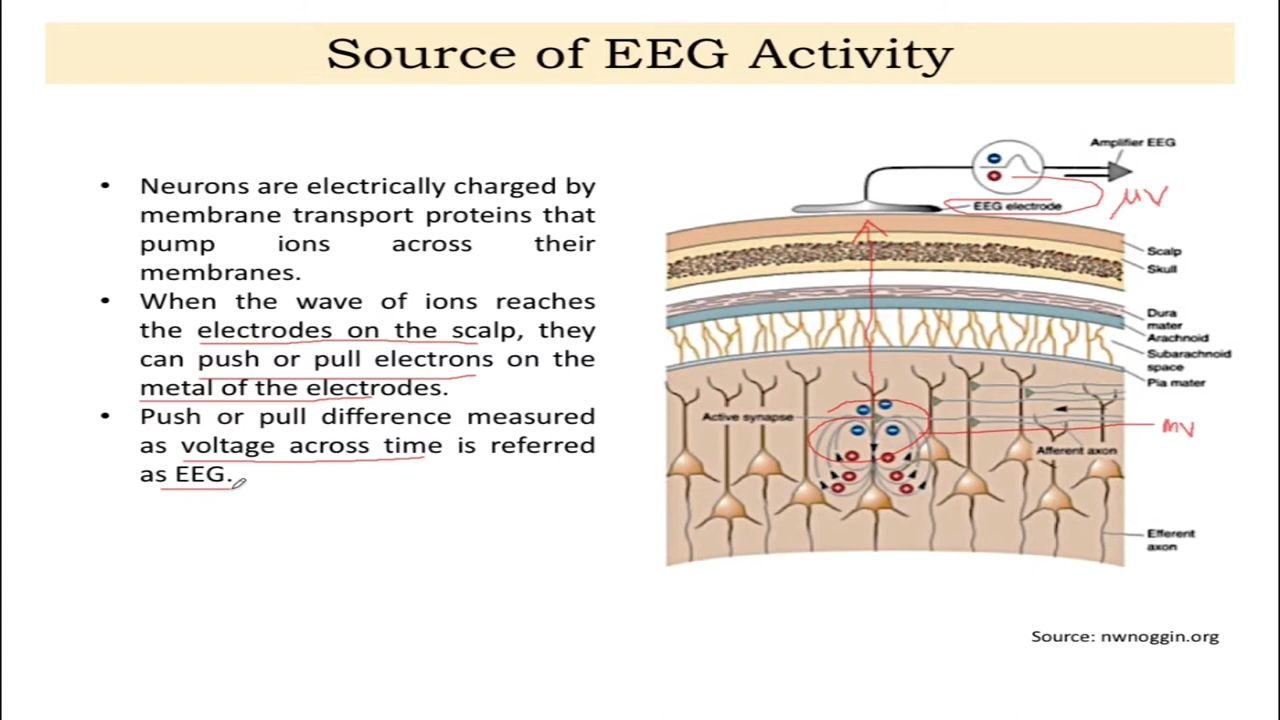 Source of EEG Activity
• Neurons are electrically charged by
membrane transport proteins that
pump ions across their
membranes.
• When the wave of ions reaches
the electrodes on the scalp, they
can push or pull electrons on the
metal of the electrodes.
• Push or pull difference measured
as voltage across time is referred
as EEG.
Amplifier EEG
EEG electrode
μV
Scalp
Skull
Dura
mater
Arachnoid
Subarachnoid
space
Pia mater
Active synapse
mV
Afferent axon
Efferent
axon
Source: nwnoggin.org